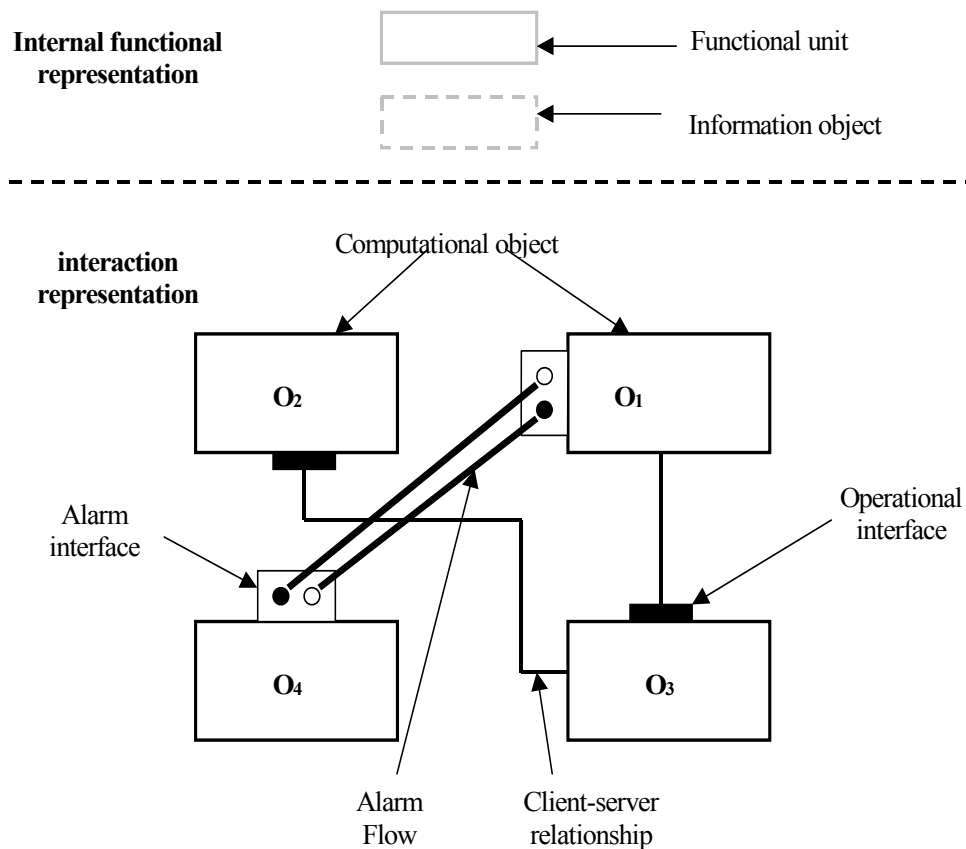 Internal functional
representation
Functional unit
Information object
interaction
representation
Computational object
O2
O1
Alarm
interface
Operational
interface
O4
O3
Alarm
Flow
Client-server
relationship